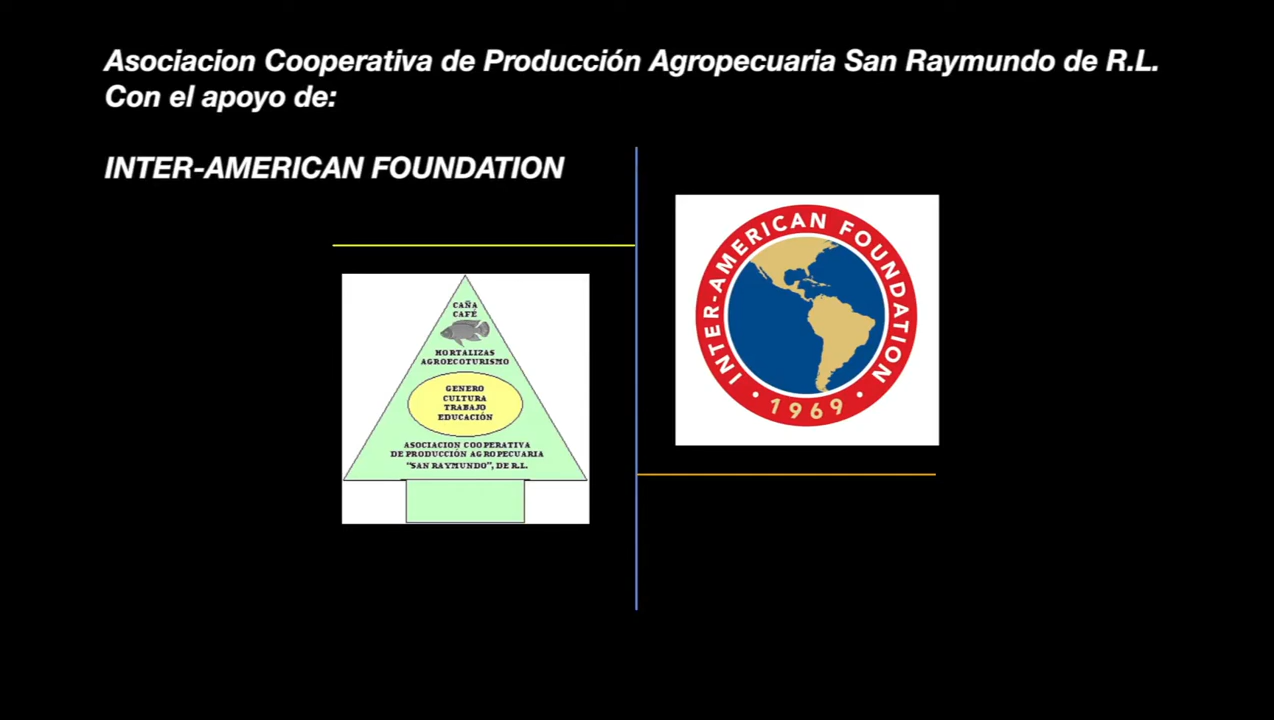 Asociacion Cooperativa de Producción Agropecuaria San Raymundo de R.L.
Con el apoyo de:
INTER-AMERICAN FOUNDATION
CAÑA
CAFÉ
HORTALIZAS
AGROECOTURISMO
GENERO
CULTURA
TRABAJO
EDUCACIÓN
ASOCIACION COOPERATIVA
DE PRODUCCIÓN AGROPECUARIA
"SAN RAYMUNDO", DE R.L.
INTER-AMERICAN FOUNDATION
• 1969 •